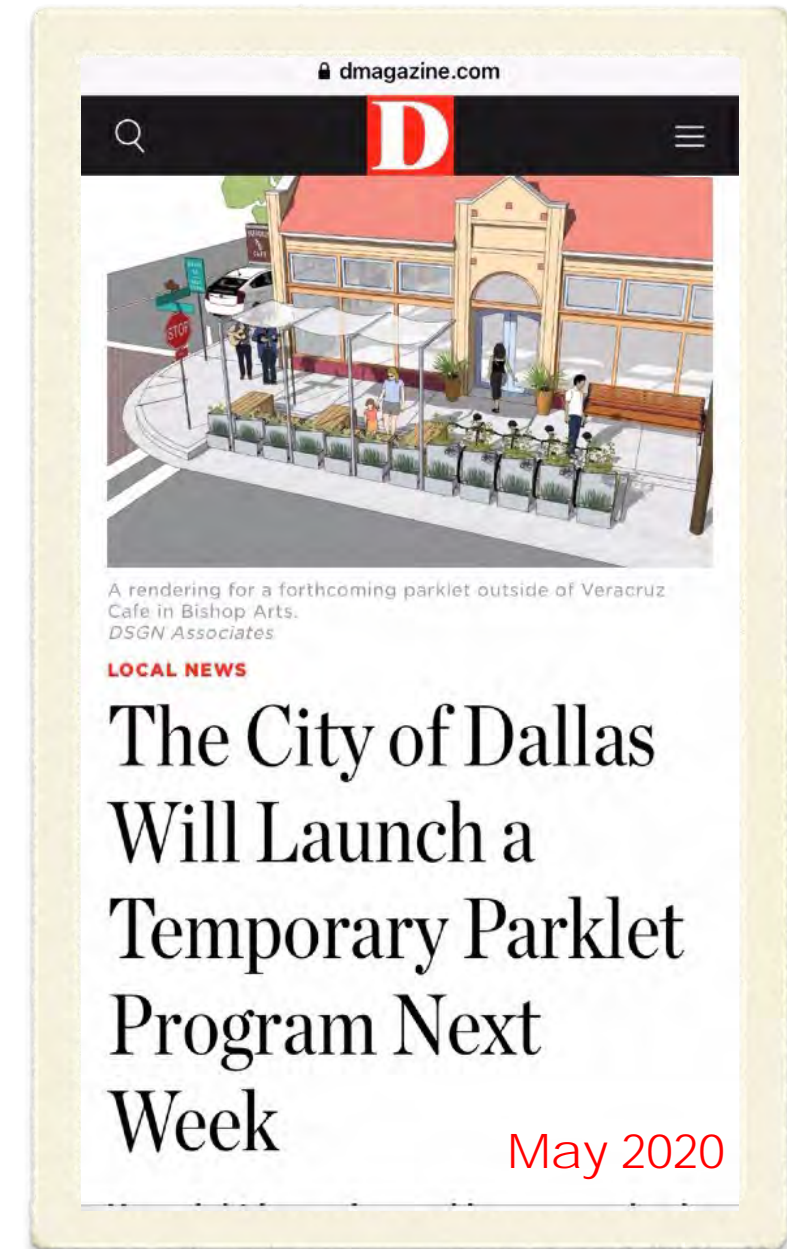 dmagazine.com
D
STOP
A rendering for a forthcoming parklet outside of Veracruz
Cafe in Bishop Arts.
DSGN Associates
LOCAL NEWS
The City of Dallas
Will Launch a
Temporary Parklet
Program Next
Week
May 2020